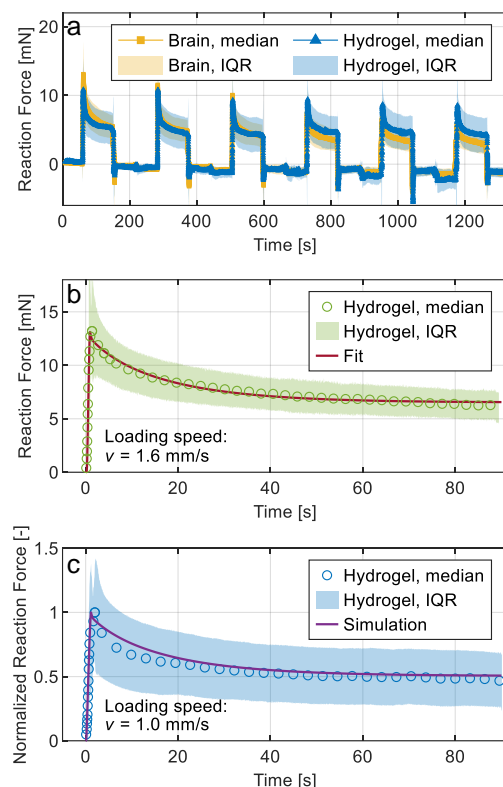 a
Brain, median
Hydrogel, median
Brain, IQR
Hydrogel, IQR
20
10
0
Reaction Force [mN]
0 200 400 600 800 1000 1200
Time [s]
b
Hydrogel, median
Hydrogel, IQR
Fit
Loading speed:
v = 1.6 mm/s
15
10
5
0
Reaction Force [mN]
0 20 40 60 80
Time [s]
c
Hydrogel, median
Hydrogel, IQR
Simulation
Loading speed:
v = 1.0 mm/s
1.5
1
0.5
0
Normalized Reaction Force [-]
0 20 40 60 80
Time [s]